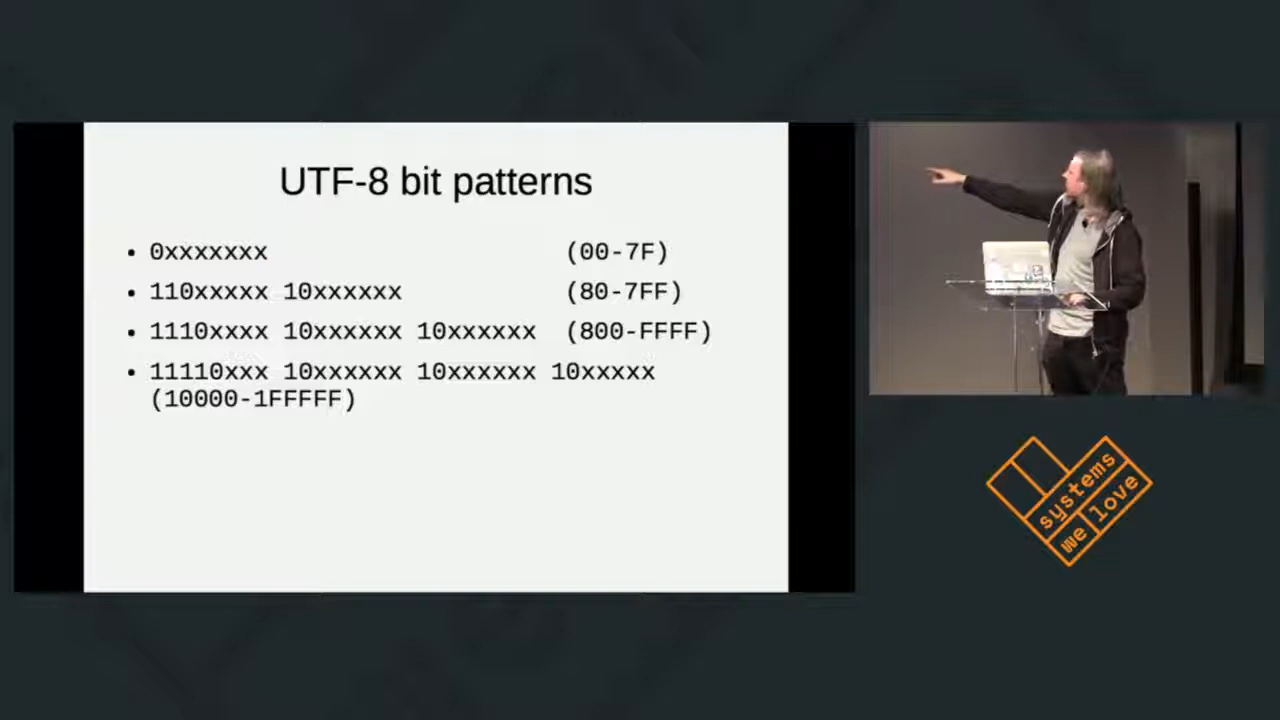 UTF-8 bit patterns
• 0xxxxxxx (00-7F)
• 110xxxxx 10xxxxxx (80-7FF)
• 1110xxxx 10xxxxxx 10xxxxxx (800-FFFF)
• 11110xxx 10xxxxxx 10xxxxxx 10xxxxx
(10000-1FFFFF)
systems
we love